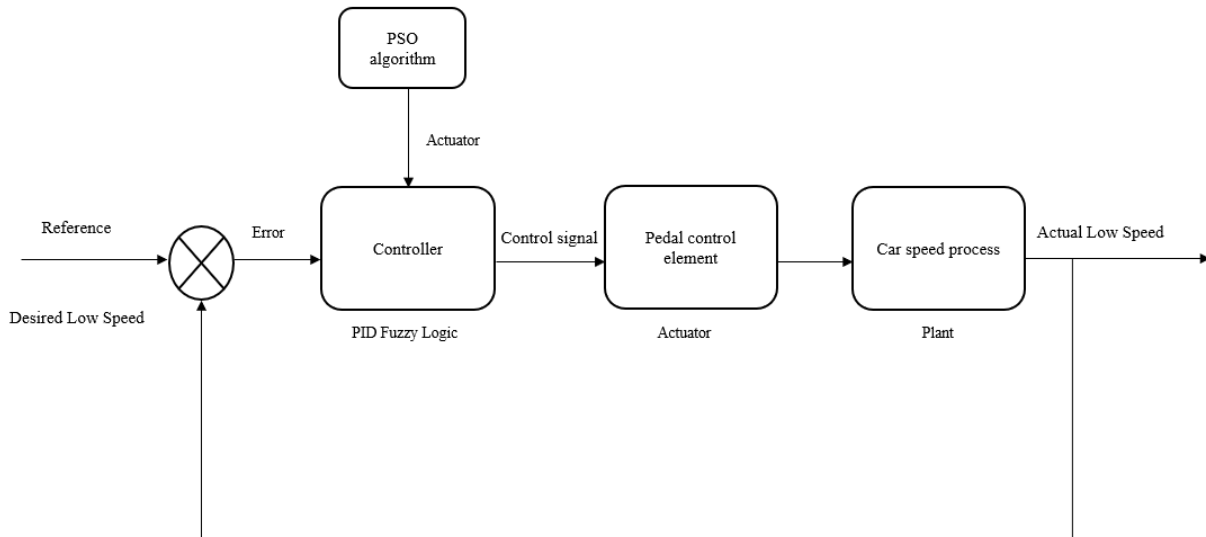 PSO
algorithm
Actuator
Reference
Error
Controller
Control signal
Pedal control
element
Car speed process
Actual Low Speed
Desired Low Speed
PID Fuzzy Logic
Actuator
Plant